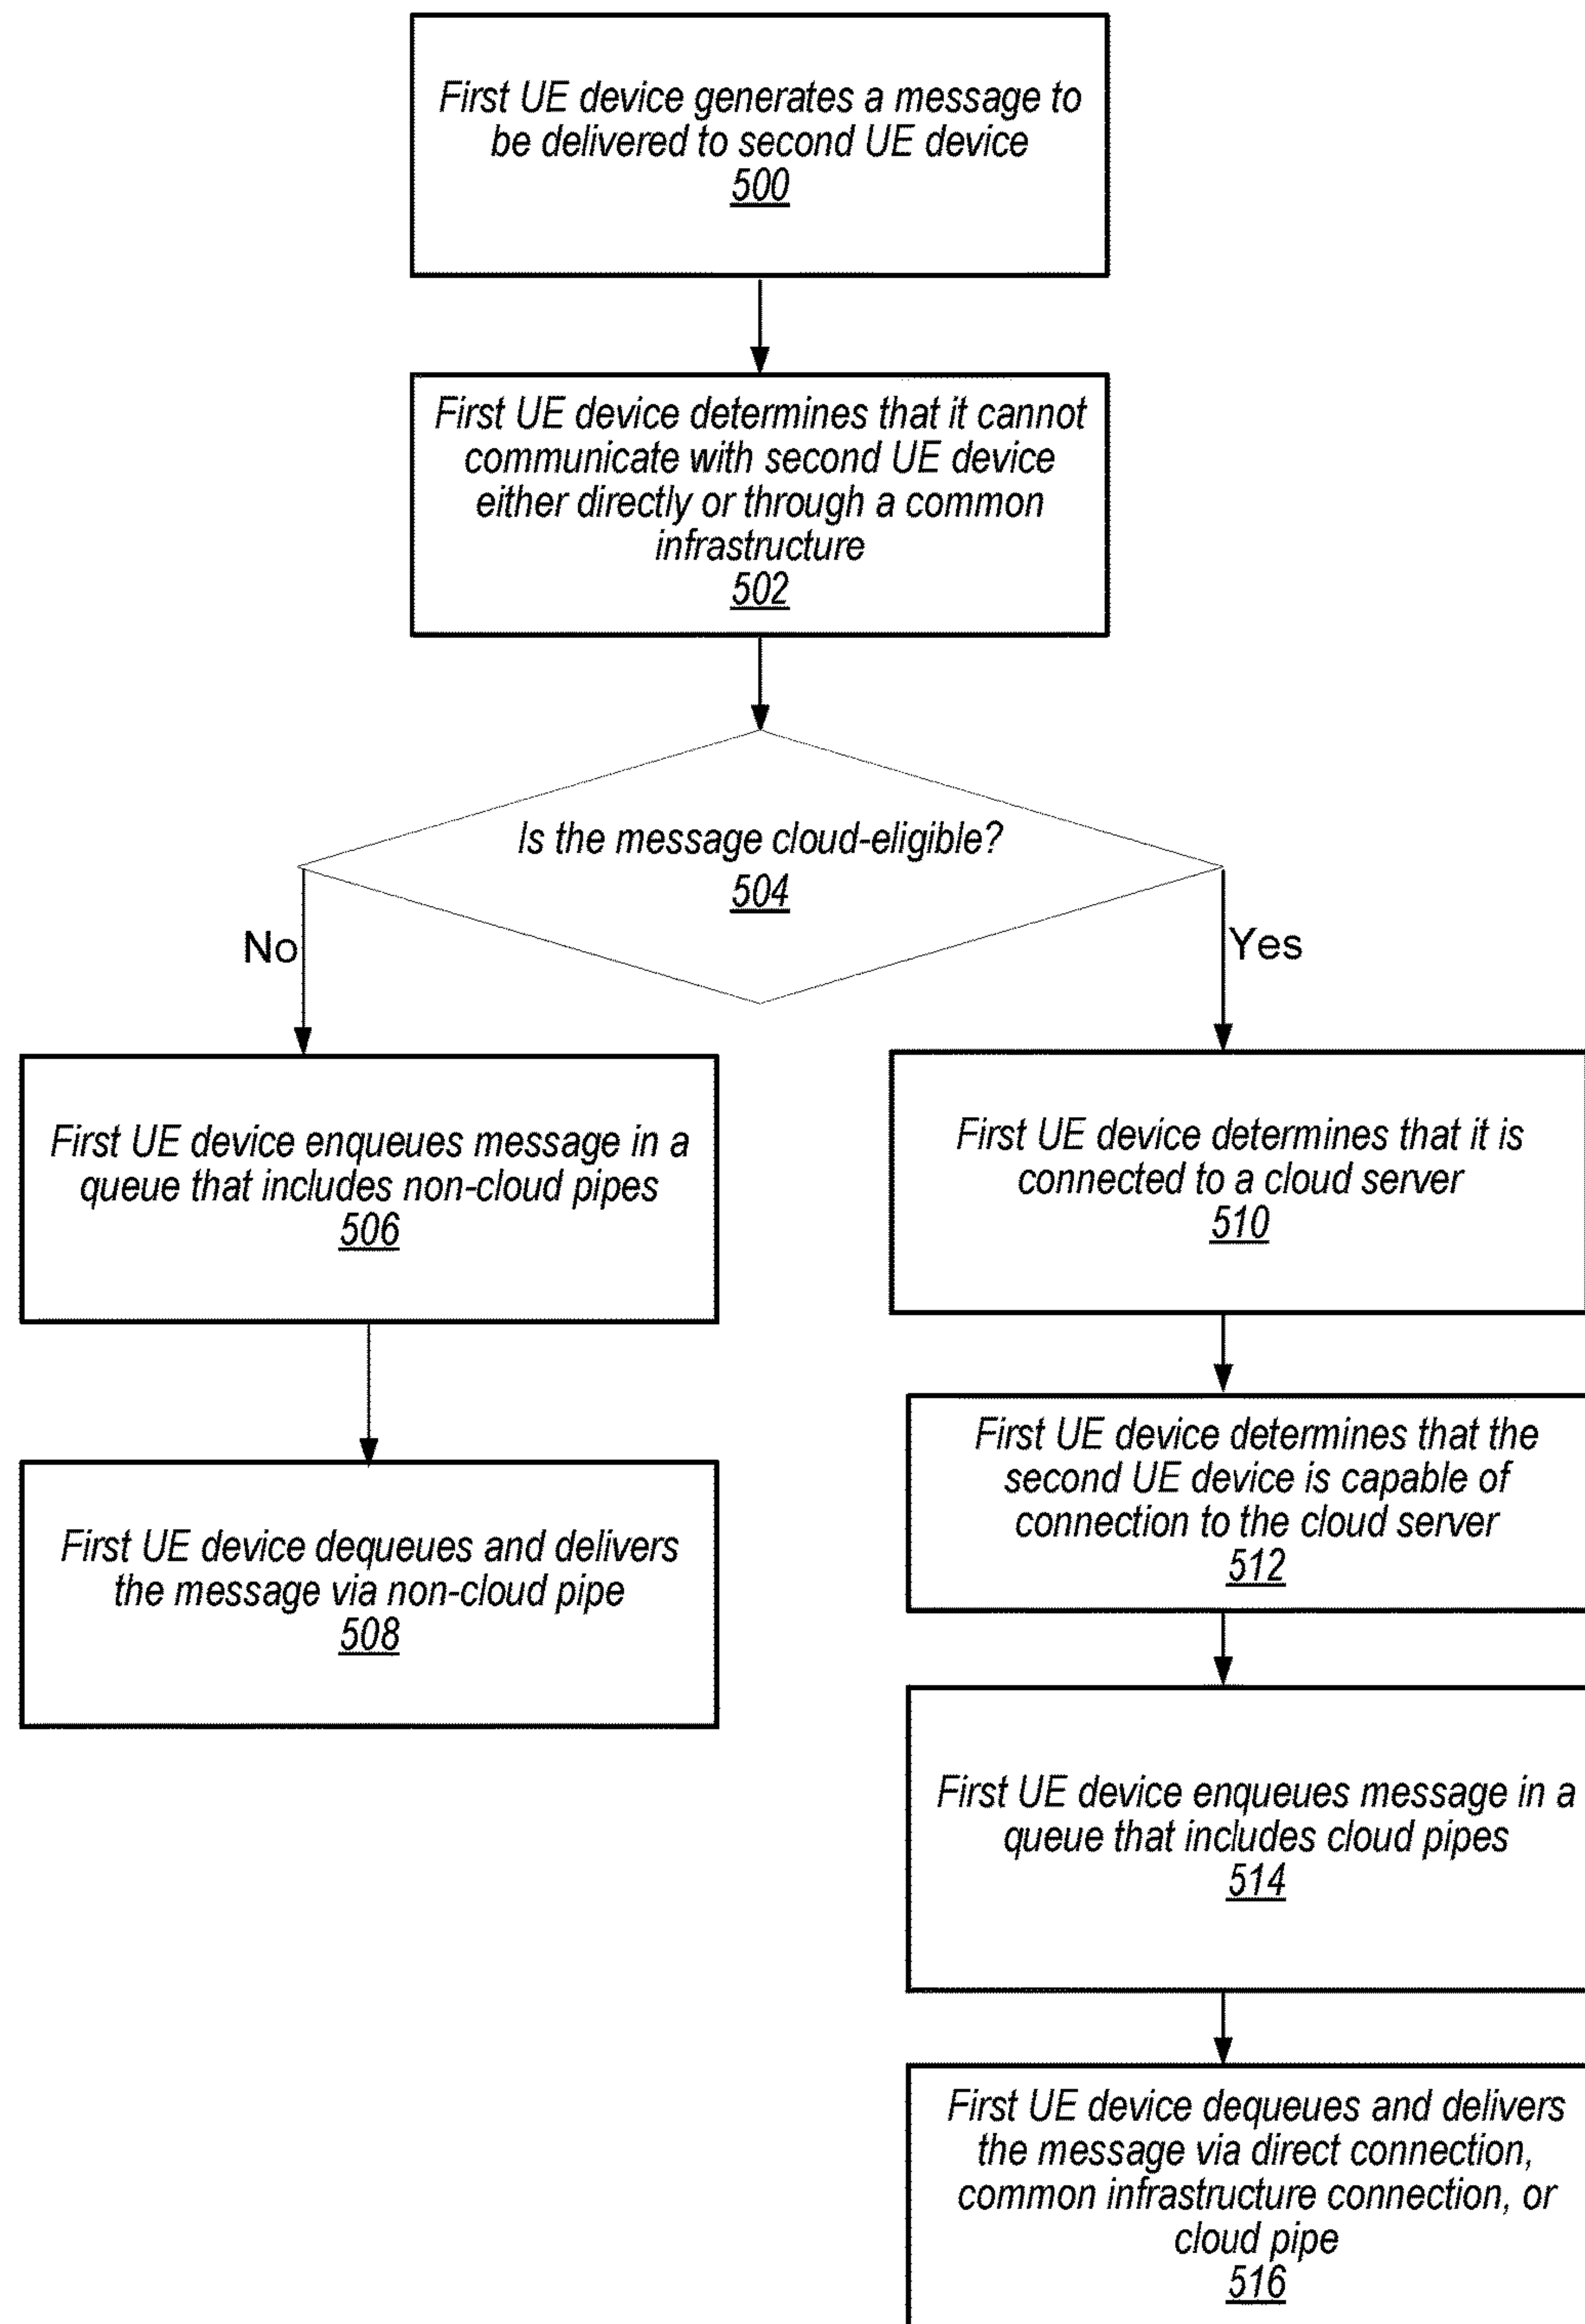 First UE device generates a message to
be delivered to second UE device
500
First UE device determines that it cannot
communicate with second UE device
either directly or through a common
infrastructure
502
Is the message cloud-eligible?
504
No
Yes
First UE device enqueues message in a
queue that includes non-cloud pipes
506
First UE device determines that it is
connected to a cloud server
510
First UE device dequeues and delivers
the message via non-cloud pipe
508
First UE device determines that the
second UE device is capable of
connection to the cloud server
512
First UE device enqueues message in a
queue that includes cloud pipes
514
First UE device dequeues and delivers
the message via direct connection,
common infrastructure connection, or
cloud pipe
516